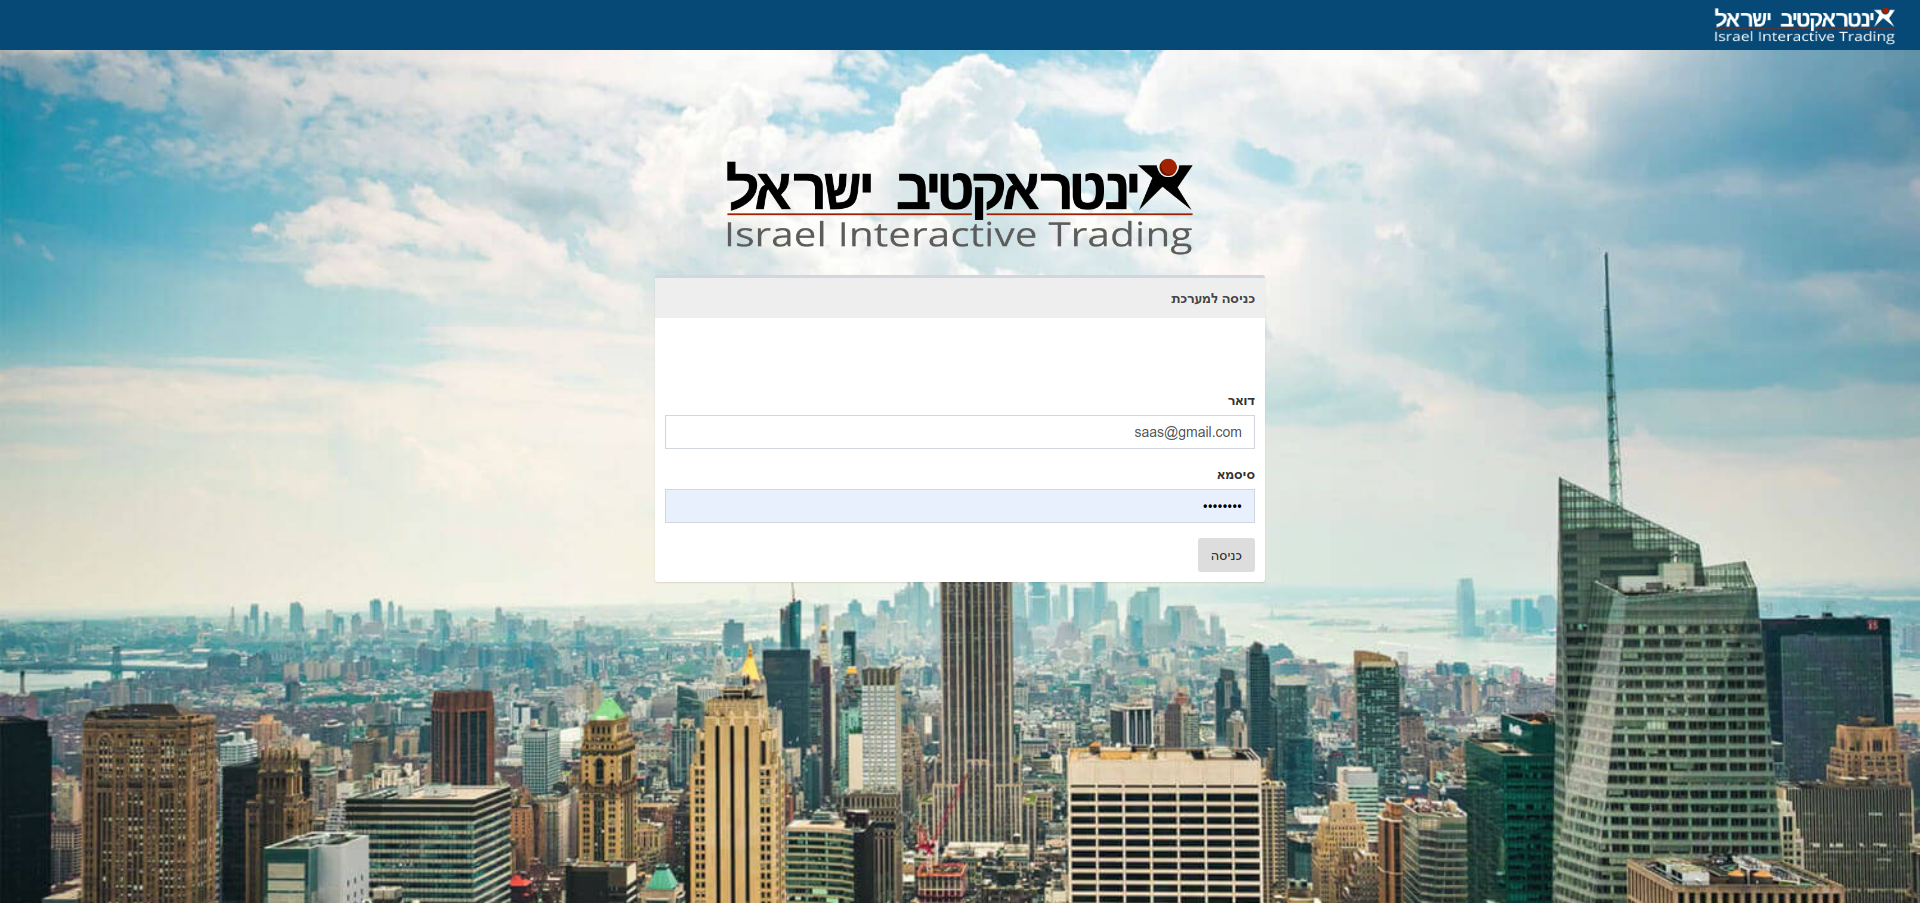 אינטראקטיב ישראל
Israel Interactive Trading
אינטראקטיב ישראל
Israel Interactive Trading
כניסה למערכת
דואר
saas@gmail.com
סיסמא
••••••••
כניסה